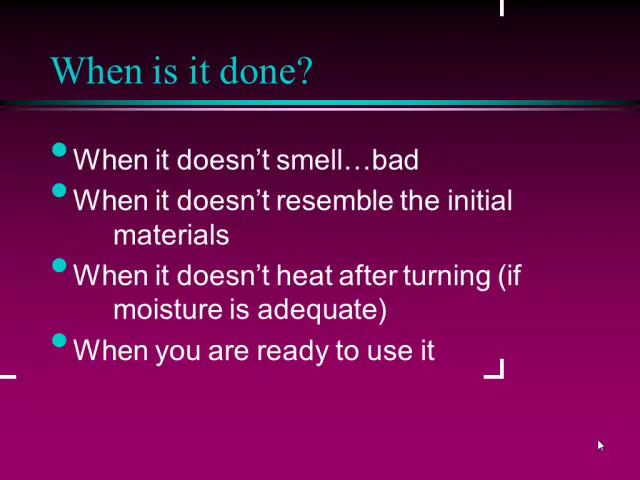 When is it done?
When it doesn’t smell…bad
When it doesn’t resemble the initial
materials
When it doesn’t heat after turning (if
moisture is adequate)
When you are ready to use it